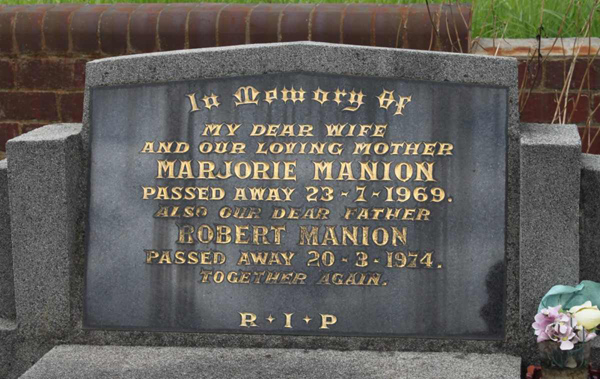 In Memory Of
MY DEAR WIFE
AND OUR LOVING MOTHER
MARJORIE MANION
PASSED AWAY 23-7-1969.
ALSO OUR DEAR FATHER
ROBERT MANION
PASSED AWAY 20-3-1974.
TOGETHER AGAIN.
R·I·P